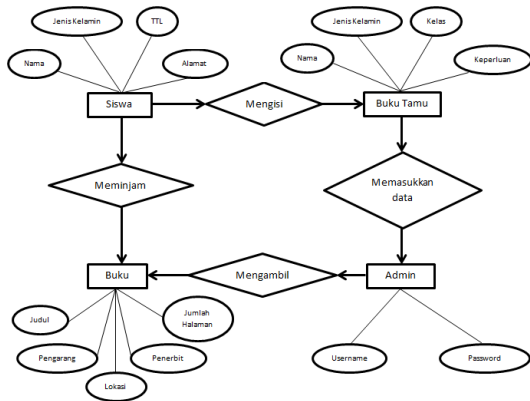 Jenis Kelamin
TTL
Nama
Alamat
Jenis Kelamin
Kelas
Nama
Keperluan
Siswa
Mengisi
Buku Tamu
Meminjam
Memasukkan
data
Buku
Mengambil
Admin
Judul
Jumlah
Halaman
Pengarang
Penerbit
Lokasi
Username
Password